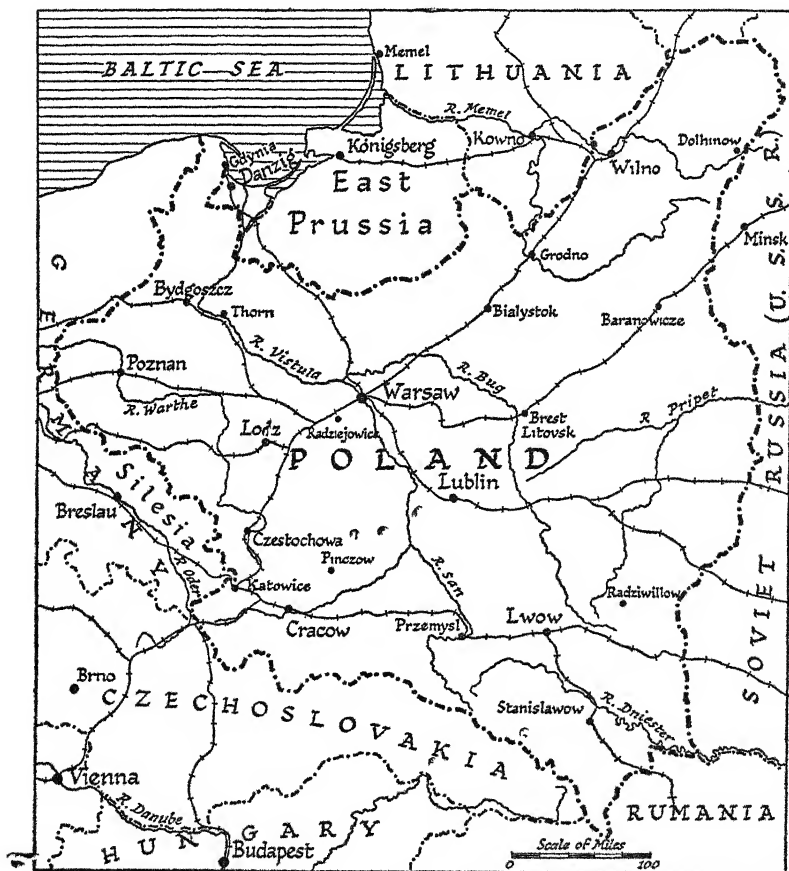 Memel
BALTIC SEA
LITHUANIA
R. Memel
Kowno
Dolhinow
Gdynia
Danzig
Königsberg
Wilno
East
Prussia
Minsk
Grodno
GERMANY
Bydgoszcz
Thorn
Białystok
Baranowicze
R. Vistula
Poznan
R. Bug
R. Warthe
Warsaw
Brest
Litovsk
R Pripet
Lodz
Radziejowice
POLAND
Silesia
Lublin
Breslau
Czestochowa
Pinczow
R. Oder
Katowice
R. San
Radziwillow
Cracow
Przemysl
Lwow
SOVIET RUSSIA (U. S. S. R.)
Brno
CZECHOSLOVAKIA
Stanislawow
R. Dniester
Vienna
R. Danube
RUMANIA
HUNGARY
Budapest
Scale of Miles
0 100